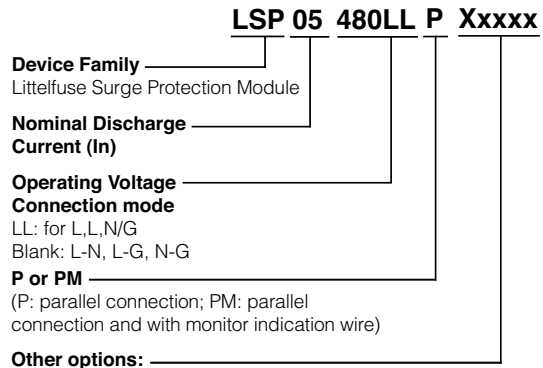 LSP 05 480LL P Xxxxx
Device Family
Littelfuse Surge Protection Module
Nominal Discharge
Current (In)
Operating Voltage
Connection mode
LL: for L,L,N/G
Blank: L-N, L-G, N-G
P or PM
(P: parallel connection; PM: parallel
connection and with monitor indication wire)
Other options: